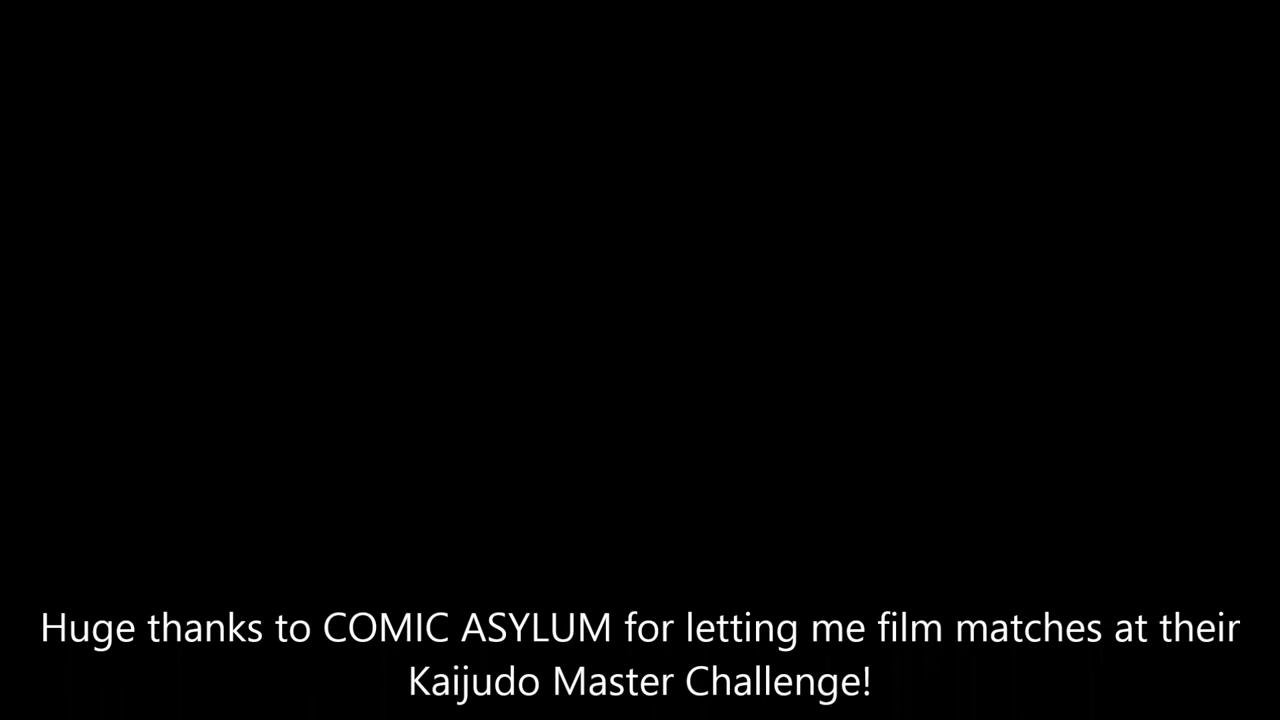 Huge thanks to COMIC ASYLUM for letting me film matches at their
Kaijudo Master Challenge!